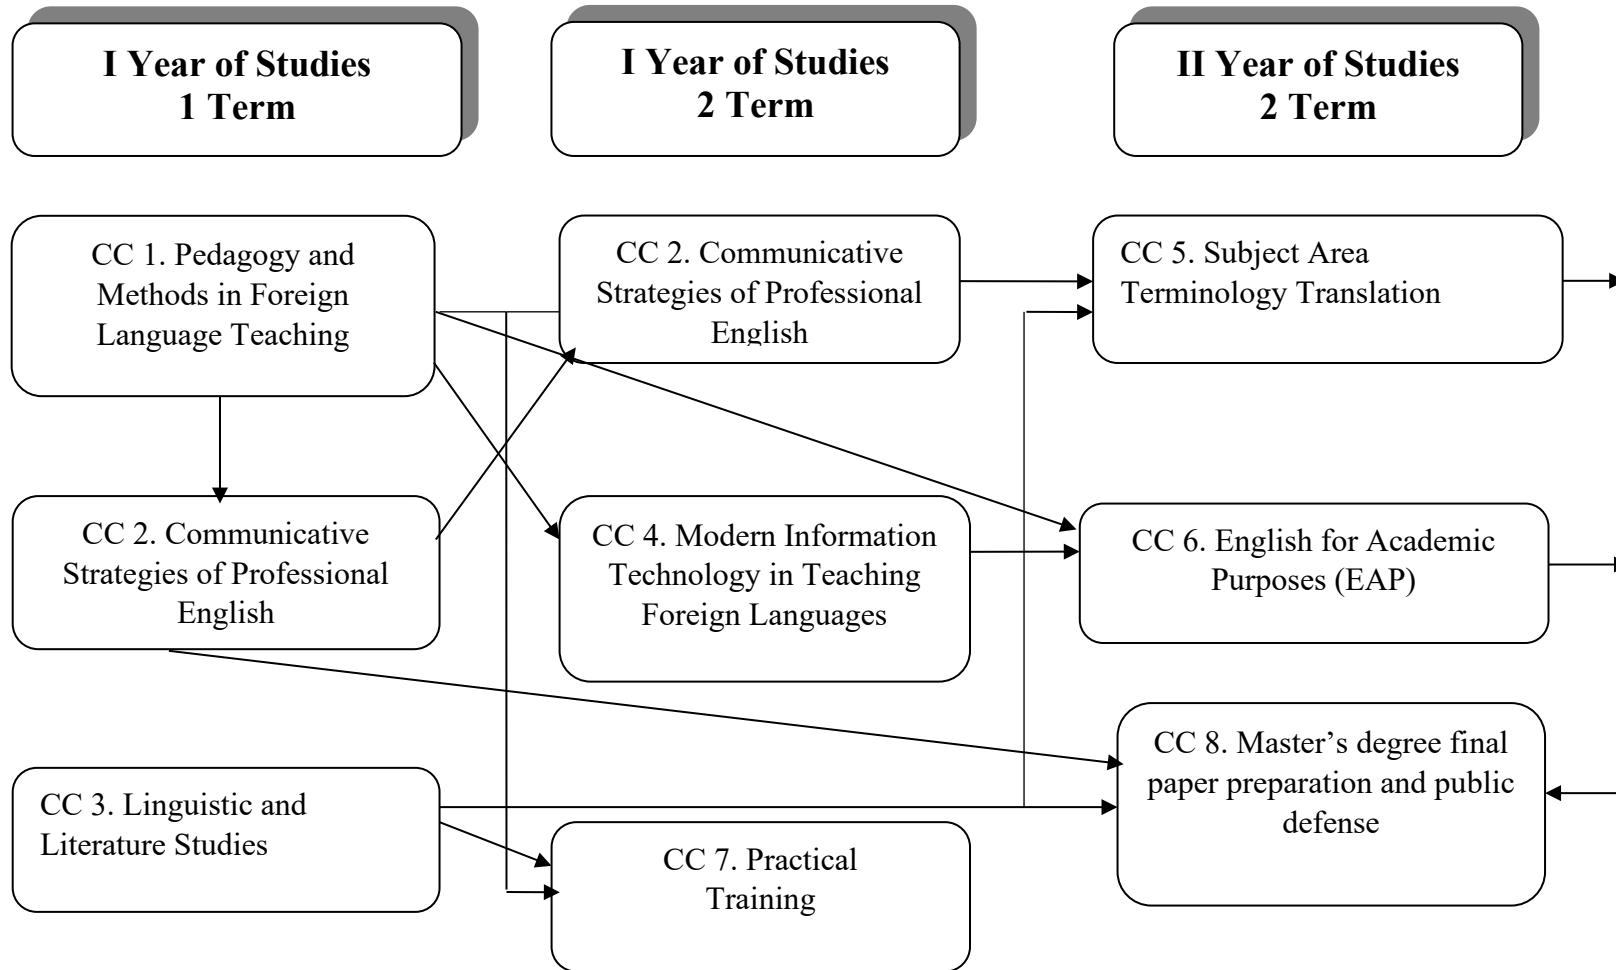 I Year of Studies
1 Term
I Year of Studies
2 Term
II Year of Studies
2 Term
CC 1. Pedagogy and
Methods in Foreign
Language Teaching
CC 2. Communicative
Strategies of Professional
English
CC 5. Subject Area
Terminology Translation
CC 2. Communicative
Strategies of Professional
English
CC 4. Modern Information
Technology in Teaching
Foreign Languages
CC 6. English for Academic
Purposes (EAP)
CC 3. Linguistic and
Literature Studies
CC 7. Practical
Training
CC 8. Master’s degree final
paper preparation and public
defense